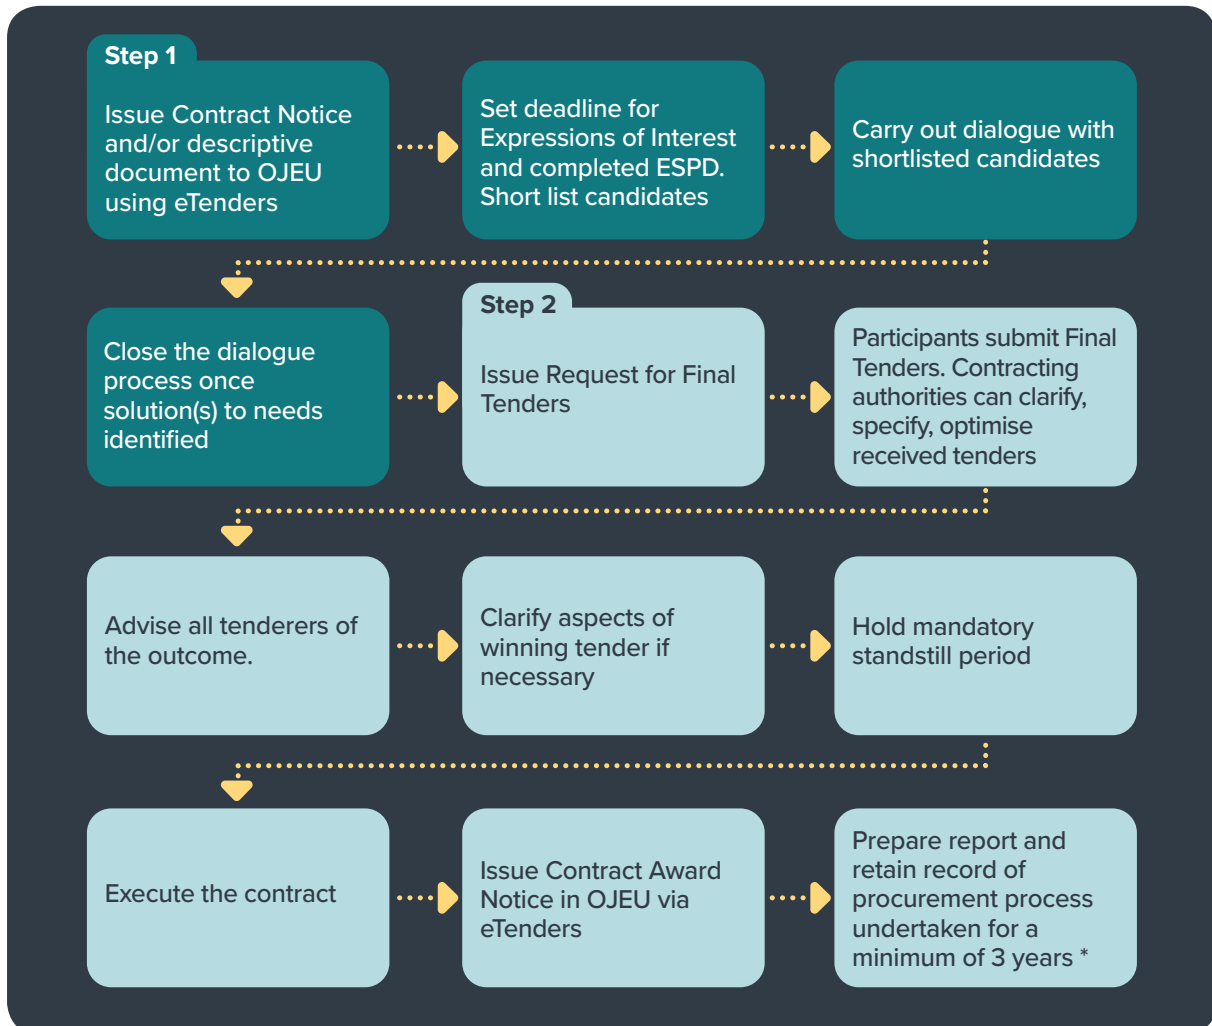 Step 1
Issue Contract Notice
and/or descriptive
document to OJEU
using eTenders
Set deadline for
Expressions of Interest
and completed ESPD.
Short list candidates
Carry out dialogue with
shortlisted candidates
Close the dialogue
process once
solution(s) to needs
identified
Step 2
Issue Request for Final
Tenders
Participants submit Final
Tenders. Contracting
authorities can clarify,
specify, optimise
received tenders
Advise all tenderers of
the outcome.
Clarify aspects of
winning tender if
necessary
Hold mandatory
standstill period
Execute the contract
Issue Contract Award
Notice in OJEU via
eTenders
Prepare report and
retain record of
procurement process
undertaken for a
minimum of 3 years *